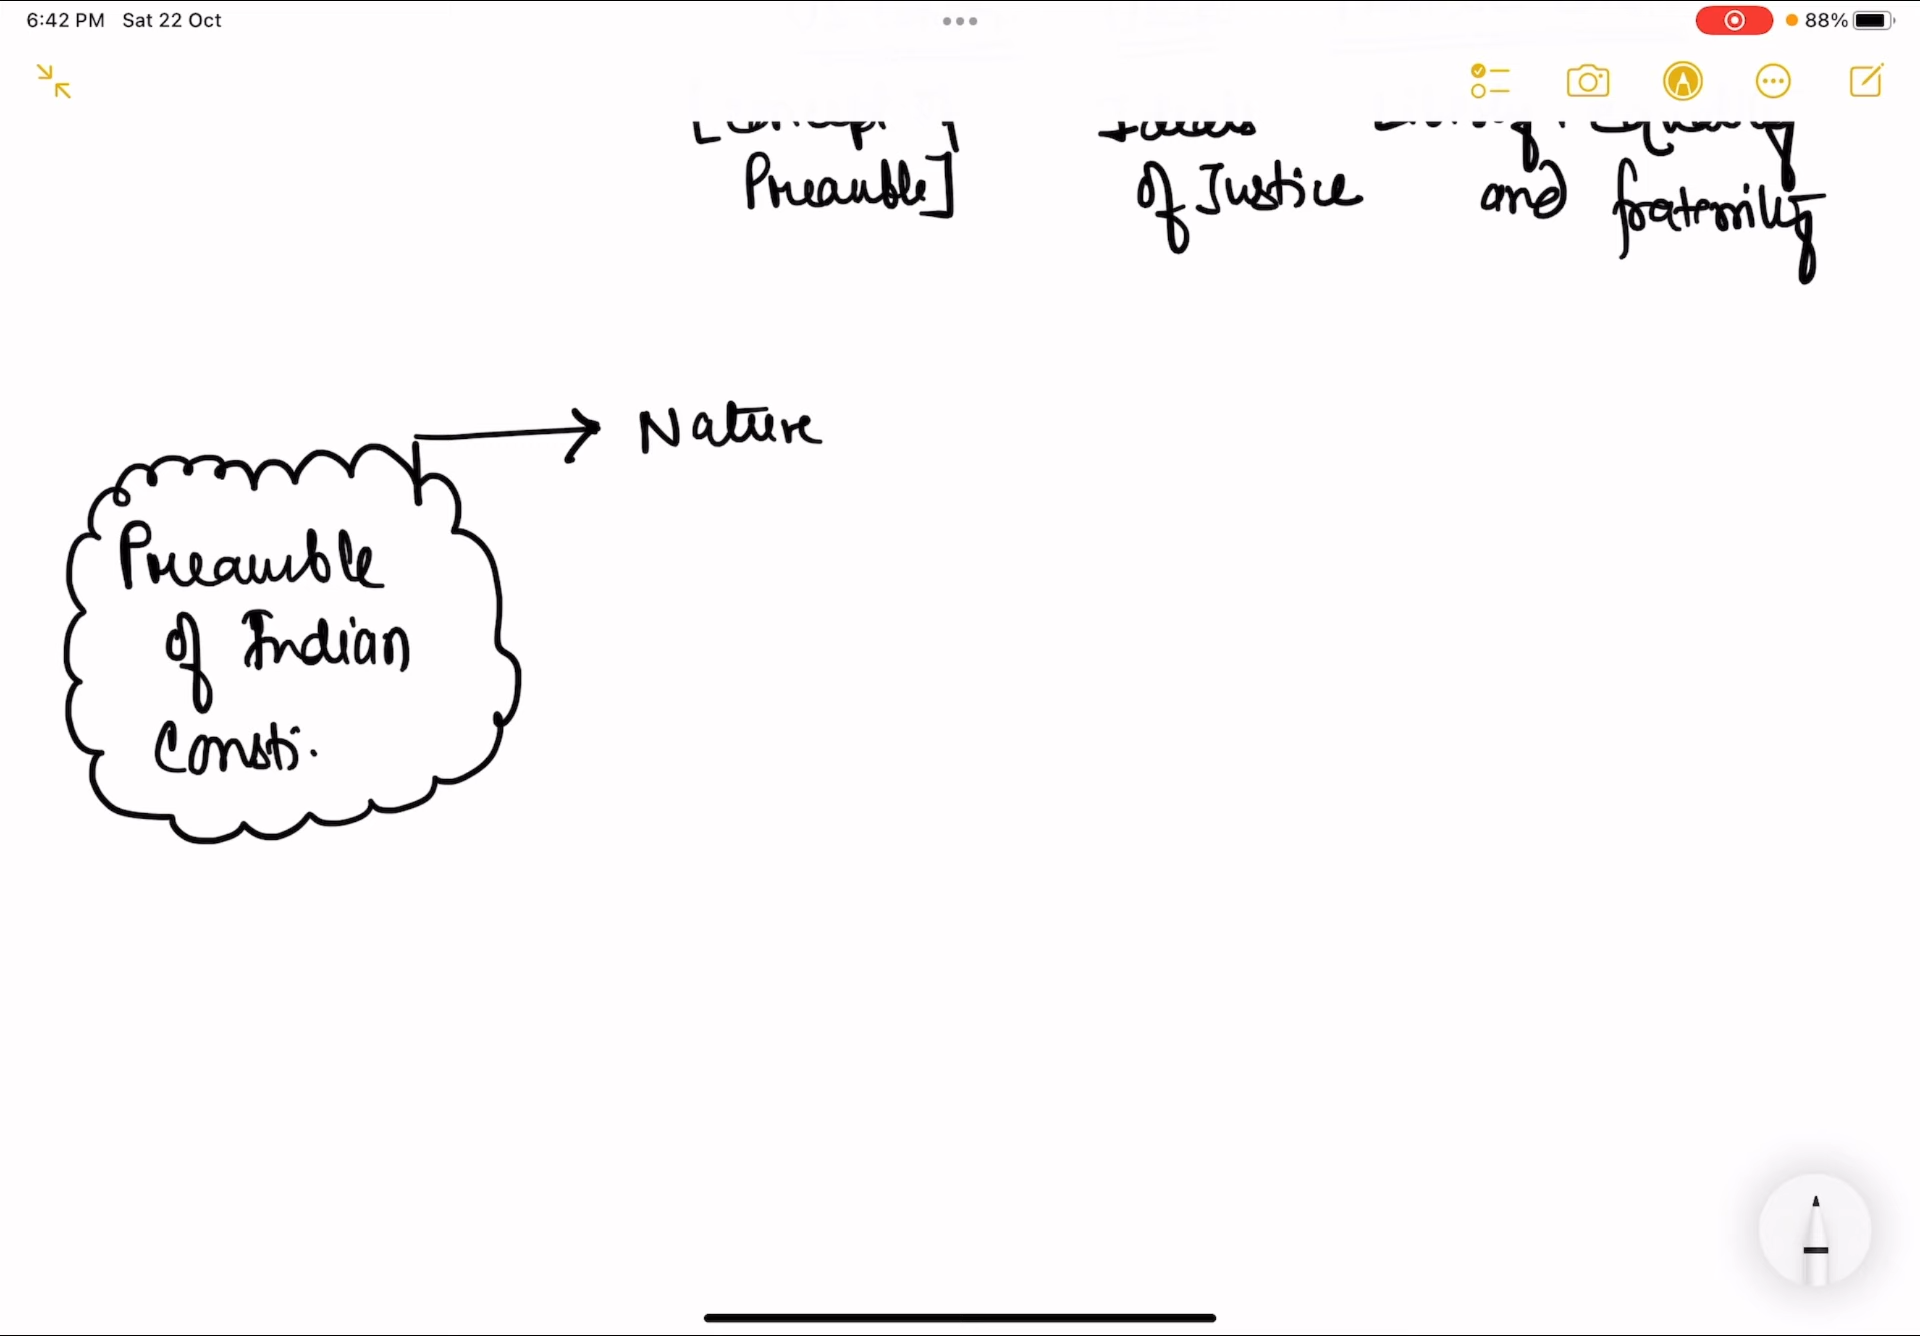 6:42 PM Sat 22 Oct
88%
Preamble]
of Justice
and fraternity
Nature
Preamble
of Indian
Consti.